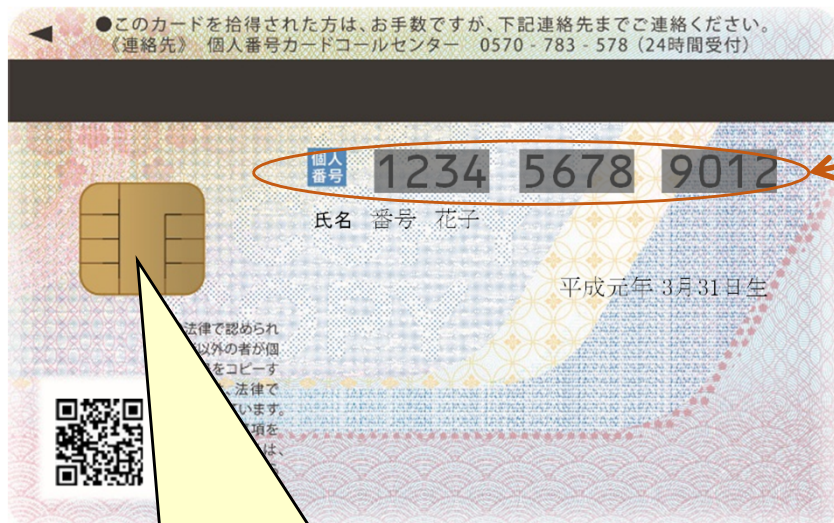 ●このカードを拾得された方は、お手数ですが、下記連絡先までご連絡ください。
《連絡先》 個人番号カードコールセンター 0570-783-578(24時間受付)
個人
番号 1234 5678 9012
氏名 番号 花子
平成元年 3月31日生
法律で認められ
以外の者が個
をコピーす
、法律で
います。
項を
は、